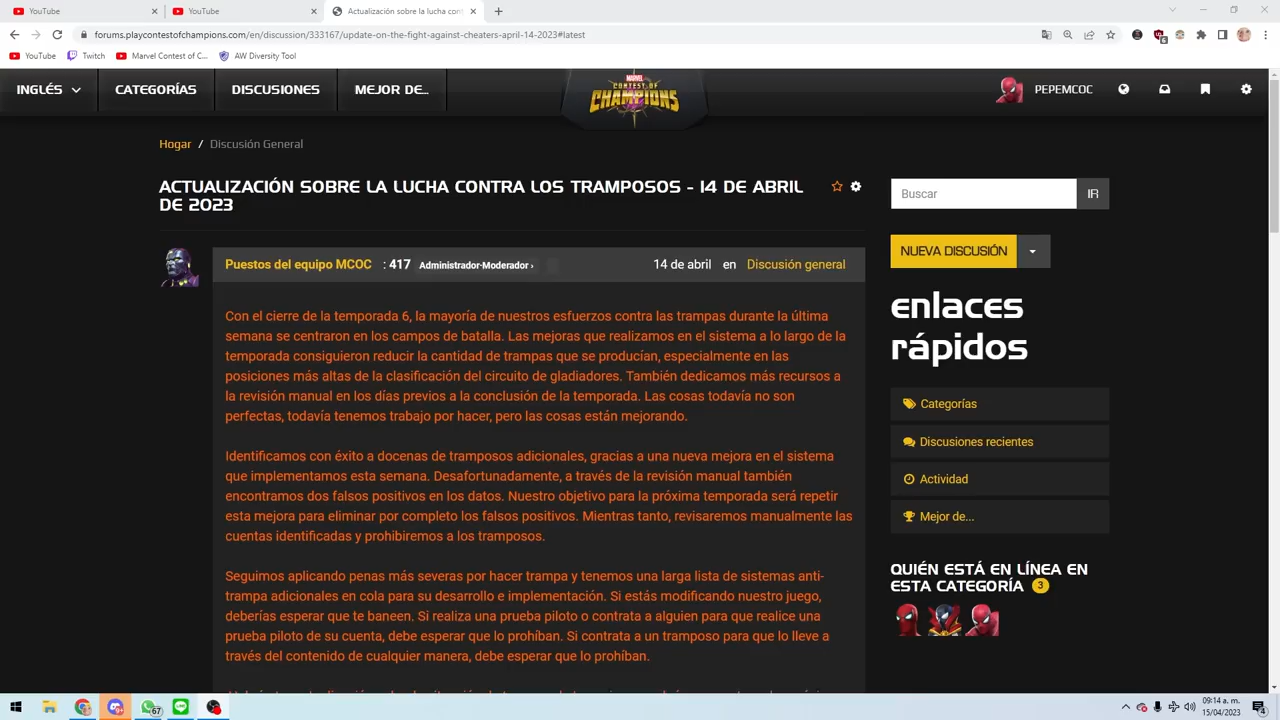 YouTube
YouTube
Actualización sobre la lucha con
forums.playcontestofchampions.com/en/discussion/333167/update-on-the-fight-against-cheaters-april-14-2023#latest
YouTube
Twitch
Marvel Contest of C...
AW Diversity Tool
INGLÉS
CATEGORÍAS
DISCUSIONES
MEJOR DE...
MARVEL
CONTEST OF
CHAMPIONS
PEPEMCOC
Hogar / Discusión General
ACTUALIZACIÓN SOBRE LA LUCHA CONTRA LOS TRAMPOSOS - 14 DE ABRIL
DE 2023
Buscar
IR
NUEVA DISCUSIÓN
Puestos del equipo MCOC : 417 Administrador·Moderador ›
14 de abril en Discusión general
Con el cierre de la temporada 6, la mayoría de nuestros esfuerzos contra las trampas durante la última
semana se centraron en los campos de batalla. Las mejoras que realizamos en el sistema a lo largo de la
temporada consiguieron reducir la cantidad de trampas que se producían, especialmente en las
posiciones más altas de la clasificación del circuito de gladiadores. También dedicamos más recursos a
la revisión manual en los días previos a la conclusión de la temporada. Las cosas todavía no son
perfectas, todavía tenemos trabajo por hacer, pero las cosas están mejorando.
Identificamos con éxito a docenas de tramposos adicionales, gracias a una nueva mejora en el sistema
que implementamos esta semana. Desafortunadamente, a través de la revisión manual también
encontramos dos falsos positivos en los datos. Nuestro objetivo para la próxima temporada será repetir
esta mejora para eliminar por completo los falsos positivos. Mientras tanto, revisaremos manualmente las
cuentas identificadas y prohibiremos a los tramposos.
Seguimos aplicando penas más severas por hacer trampa y tenemos una larga lista de sistemas anti-
trampa adicionales en cola para su desarrollo e implementación. Si estás modificando nuestro juego,
deberías esperar que te baneen. Si realiza una prueba piloto o contrata a alguien para que realice una
prueba piloto de su cuenta, debe esperar que lo prohíban. Si contrata a un tramposo para que lo lleve a
través del contenido de cualquier manera, debe esperar que lo prohíban.
enlaces
rápidos
Categorías
Discusiones recientes
Actividad
Mejor de...
QUIÉN ESTÁ EN LÍNEA EN
ESTA CATEGORÍA 3
67
09:14 a. m.
15/04/2023
4